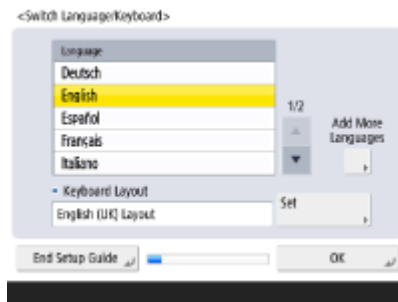 <Switch Language/Keyboard>
Language
Deutsch
English
Español
Français
Italiano
1/2
Add More
Languages
Keyboard Layout
English (UK) Layout
Set
End Setup Guide
OK